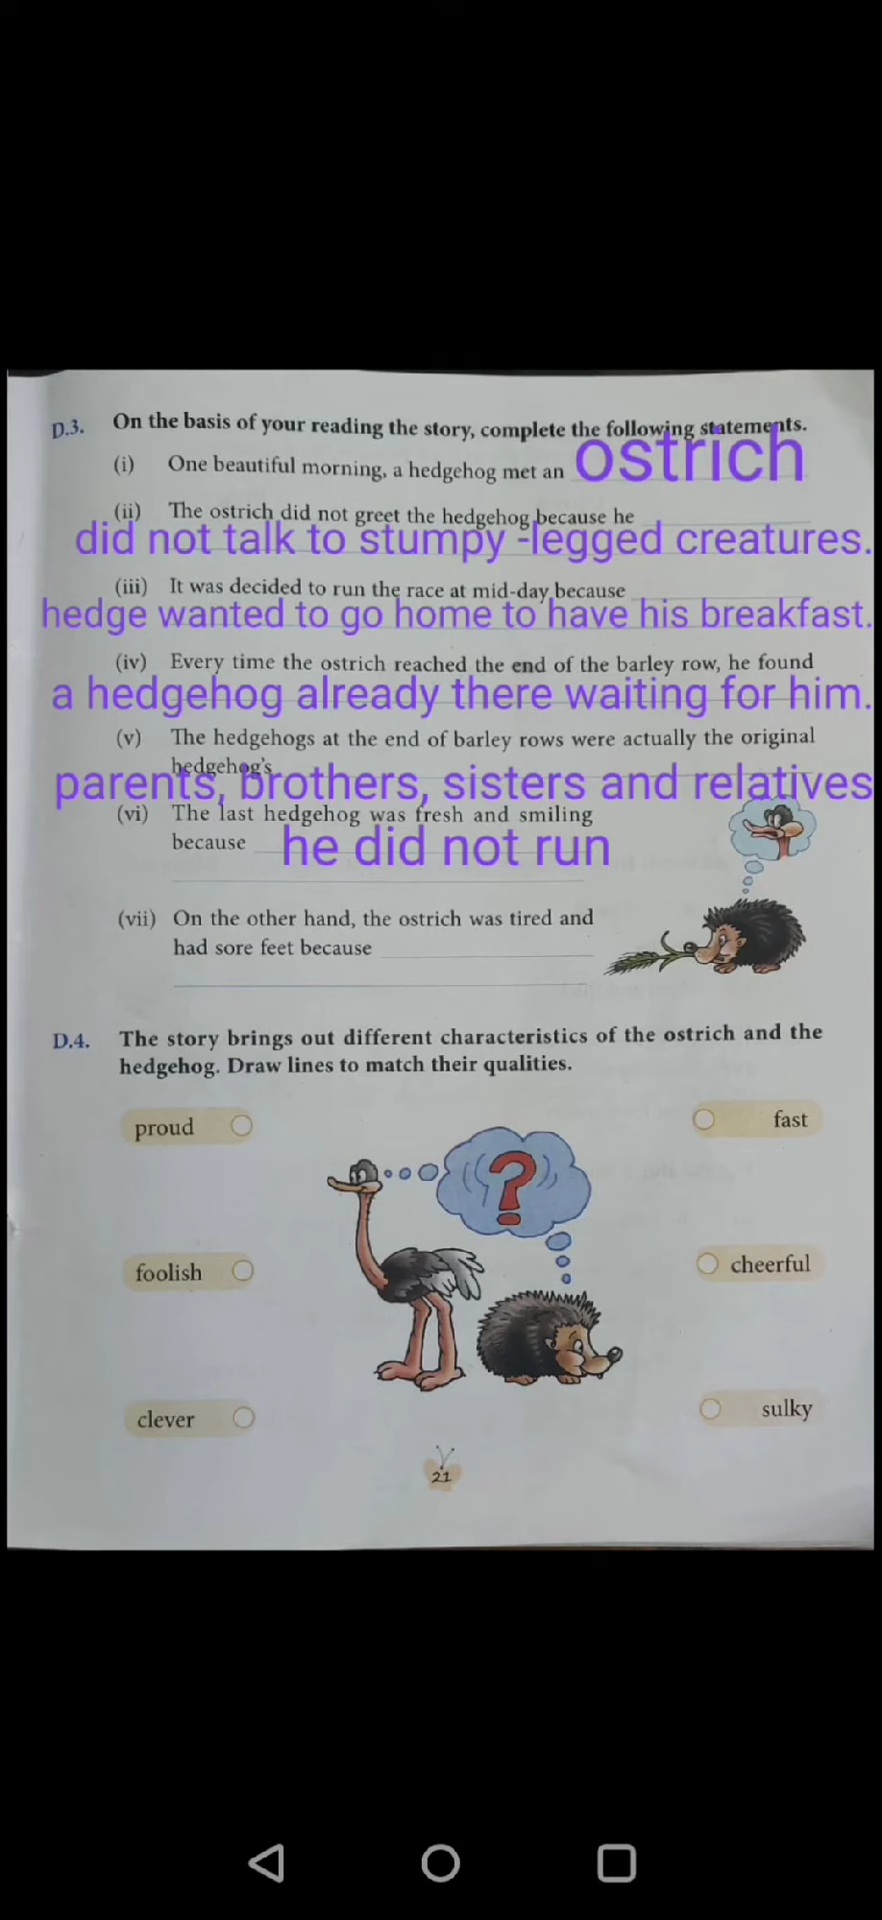 D.3. On the basis of your reading the story, complete the following statements.
(i) One beautiful morning, a hedgehog met an ostrich
(ii) The ostrich did not greet the hedgehog because he
did not talk to stumpy -legged creatures.
(iii) It was decided to run the race at mid-day because
hedge wanted to go home to have his breakfast.
(iv) Every time the ostrich reached the end of the barley row, he found
a hedgehog already there waiting for him.
(v) The hedgehogs at the end of barley rows were actually the original
hedgehog's
parents, brothers, sisters and relatives
(vi) The last hedgehog was fresh and smiling
because he did not run
(vii) On the other hand, the ostrich was tired and
had sore feet because
D.4. The story brings out different characteristics of the ostrich and the
hedgehog. Draw lines to match their qualities.
proud
fast
?
foolish
cheerful
clever
sulky
21